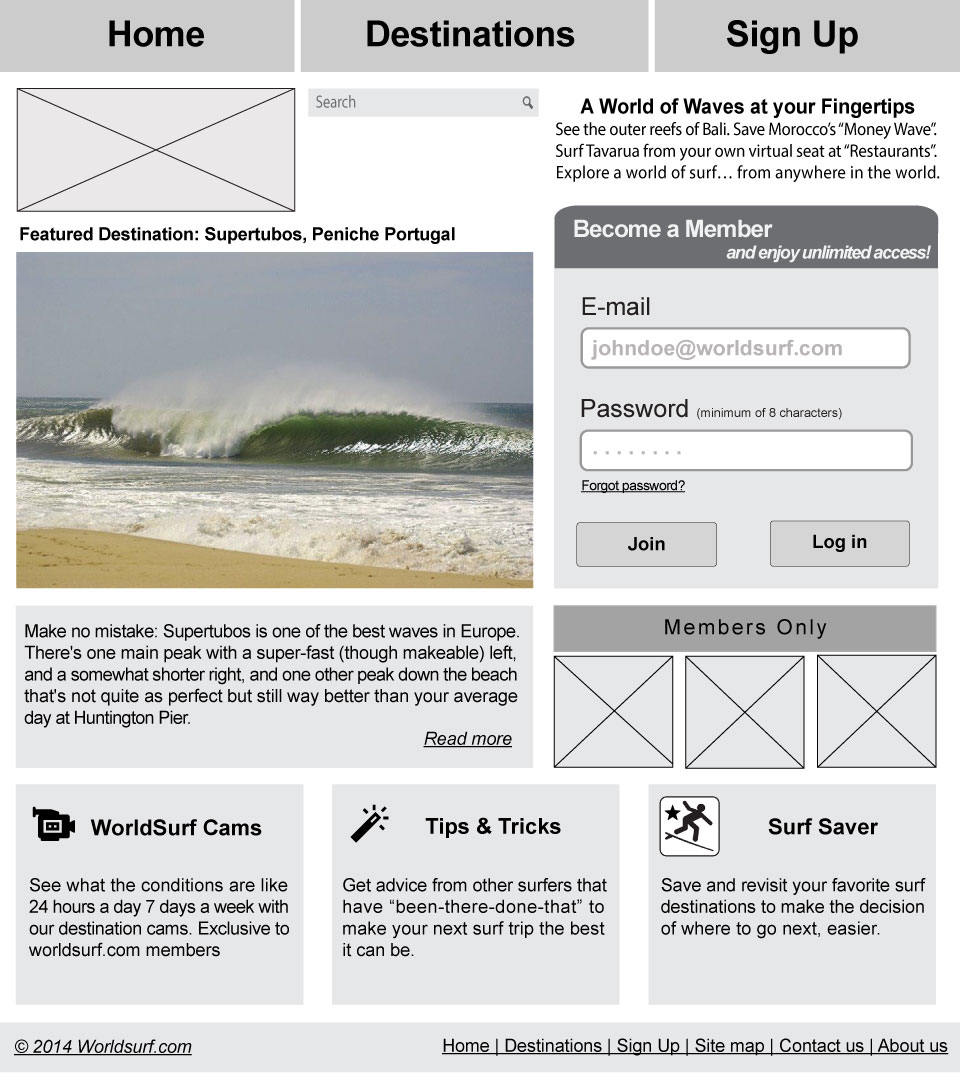 Home
Destinations
Sign Up
Search
A World of Waves at your Fingertips
See the outer reefs of Bali. Save Morocco's “Money Wave”.
Surf Tavarua from your own virtual seat at “Restaurants”.
Explore a world of surf… from anywhere in the world.
Featured Destination: Supertubos, Peniche Portugal
Become a Member
and enjoy unlimited access!
E-mail
johndoe@worldsurf.com
Password (minimum of 8 characters)
Forgot password?
Join
Log in
Make no mistake: Supertubos is one of the best waves in Europe.
There's one main peak with a super-fast (though makeable) left,
and a somewhat shorter right, and one other peak down the beach
that's not quite as perfect but still way better than your average
day at Huntington Pier.
Read more
Members Only
WorldSurf Cams
See what the conditions are like
24 hours a day 7 days a week with
our destination cams. Exclusive to
worldsurf.com members
Tips & Tricks
Get advice from other surfers that
have “been-there-done-that” to
make your next surf trip the best
it can be.
Surf Saver
Save and revisit your favorite surf
destinations to make the decision
of where to go next, easier.
© 2014 Worldsurf.com
Home | Destinations | Sign Up | Site map | Contact us | About us